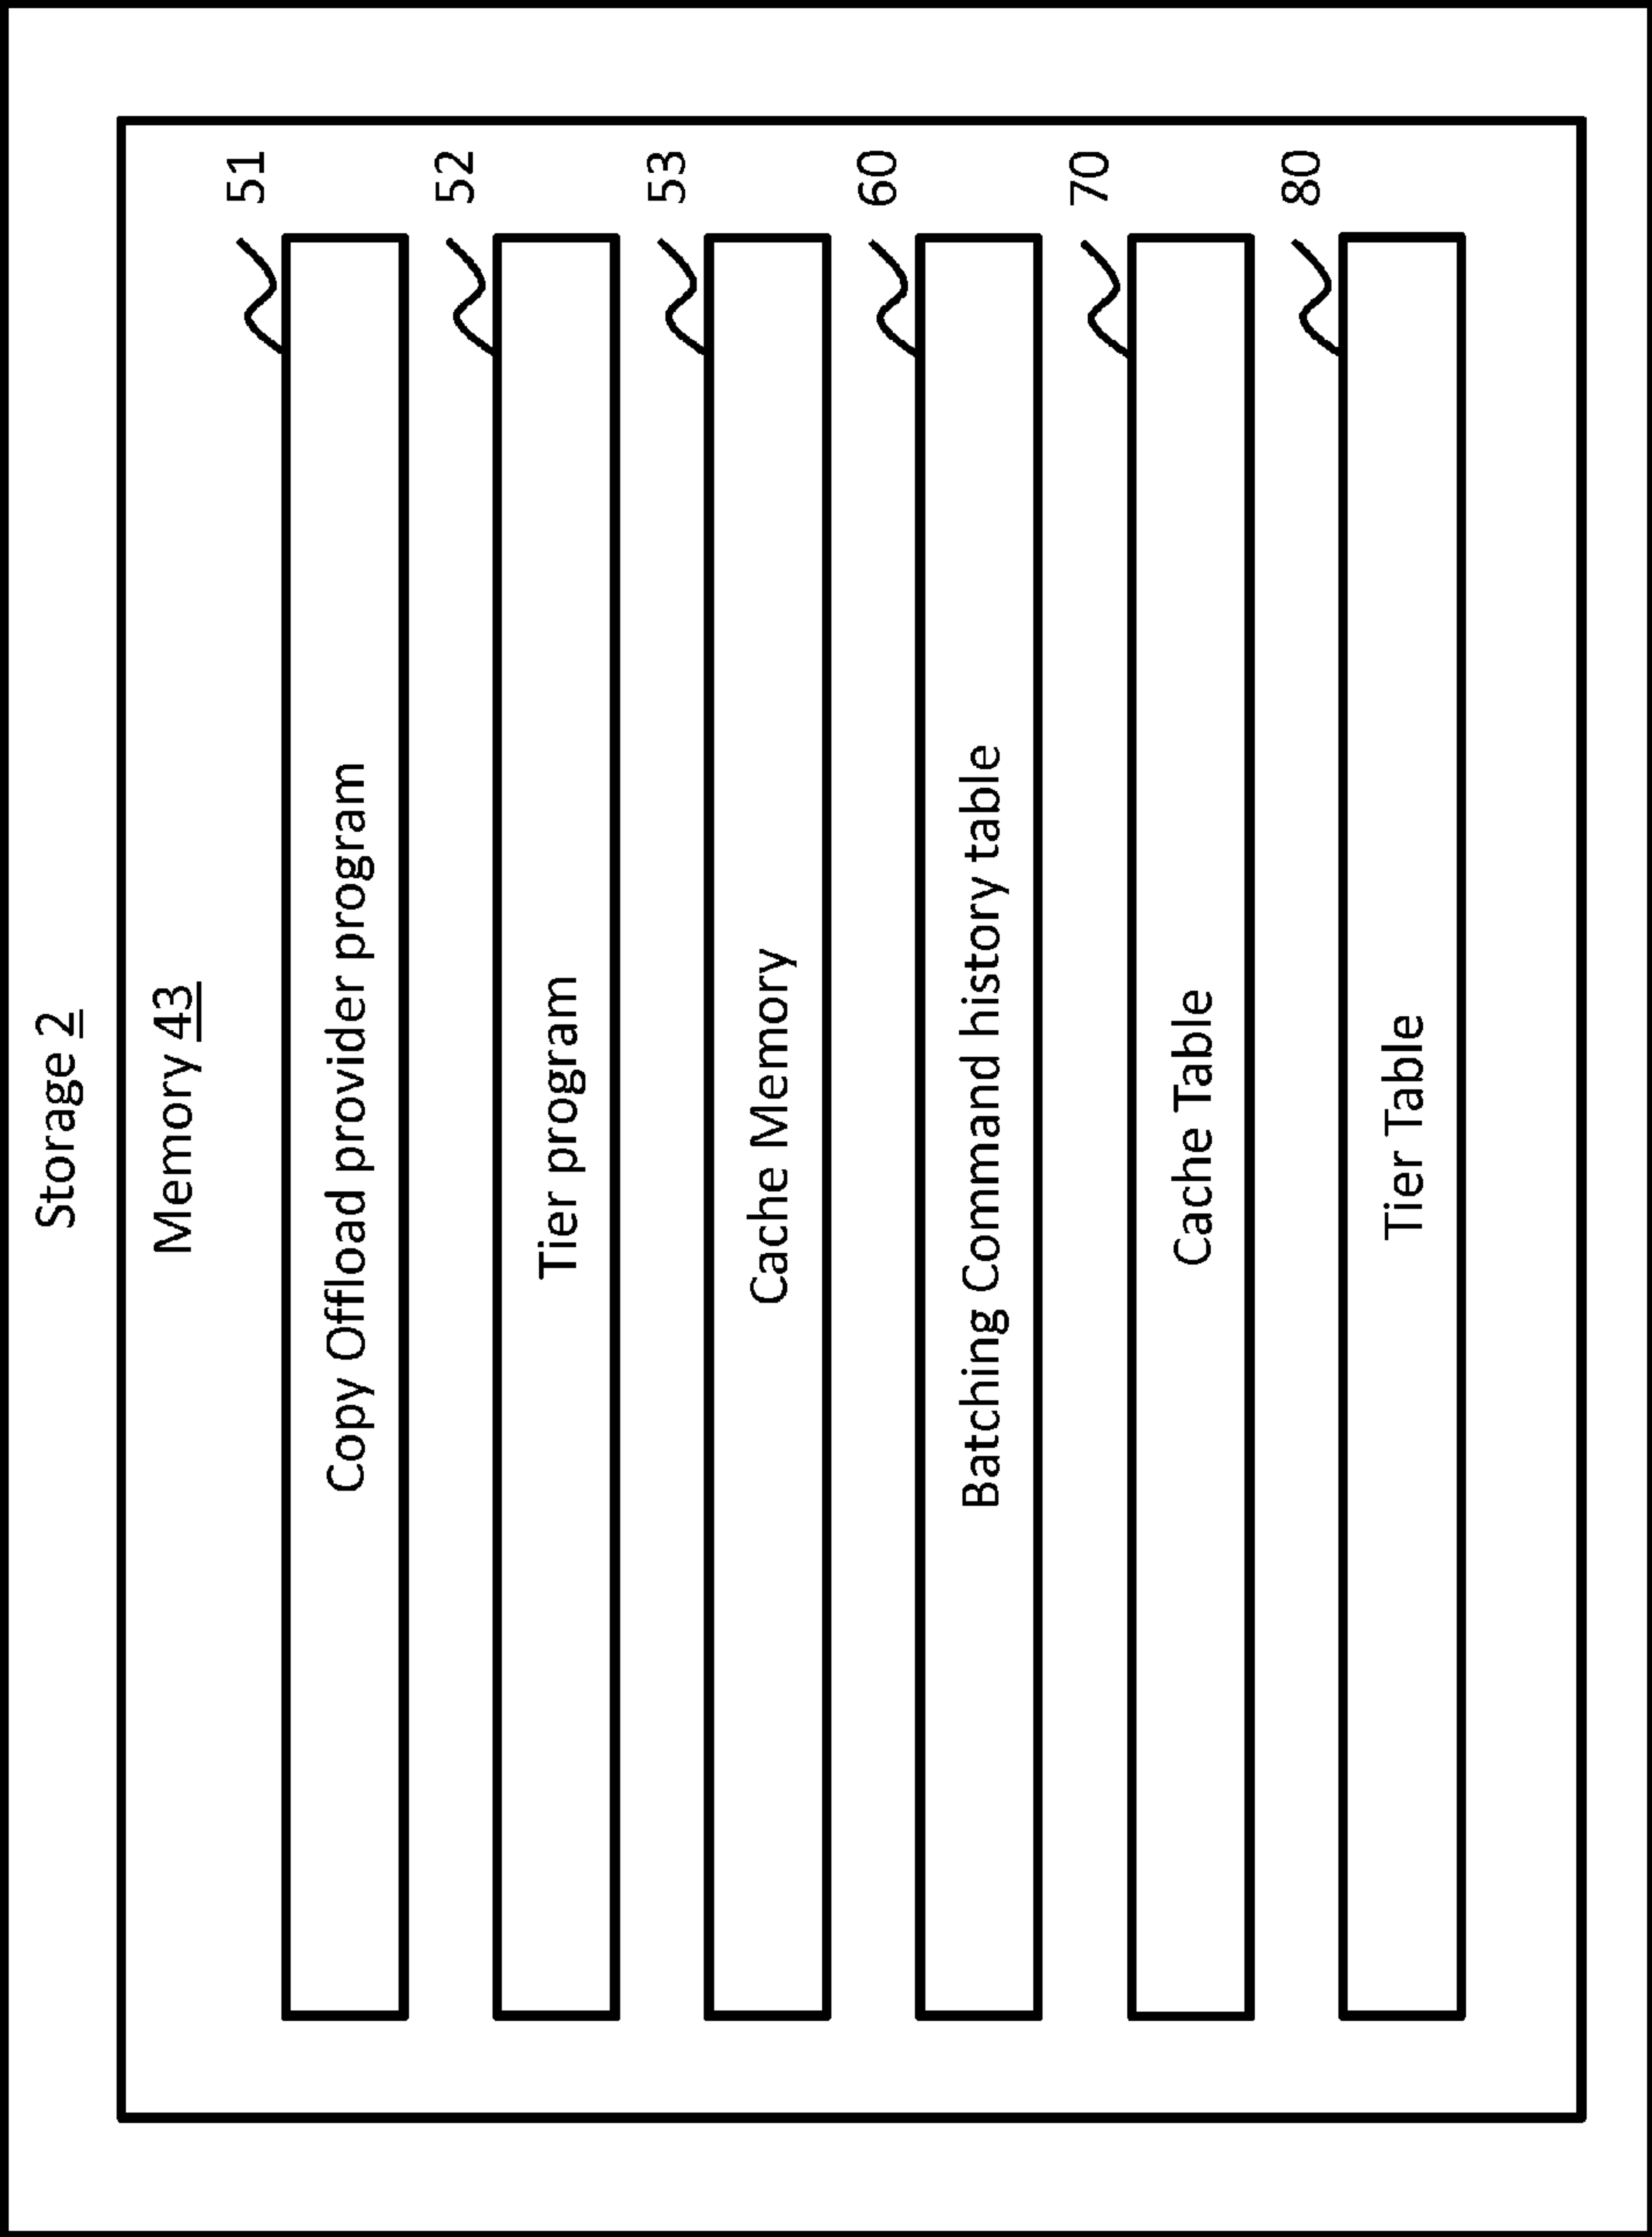 Storage 2
Memory 43
51
Copy Offload provider program
52
Tier program
53
Cache Memory
60
Batching Command history table
70
Cache Table
80
Tier Table